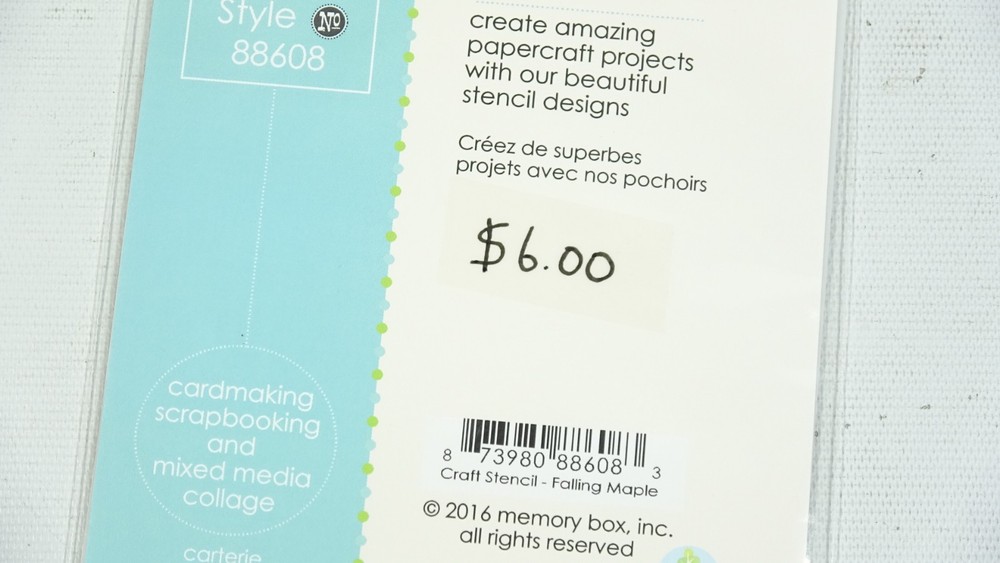 Style No
88608
cardmaking
scrapbooking
and
mixed media
collage
carterie
create amazing
papercraft projects
with our beautiful
stencil designs
Créez de superbes
projets avec nos pochoirs
$6.00
8 73980 88608 3
Craft Stencil - Falling Maple
© 2016 memory box, inc.
all rights reserved